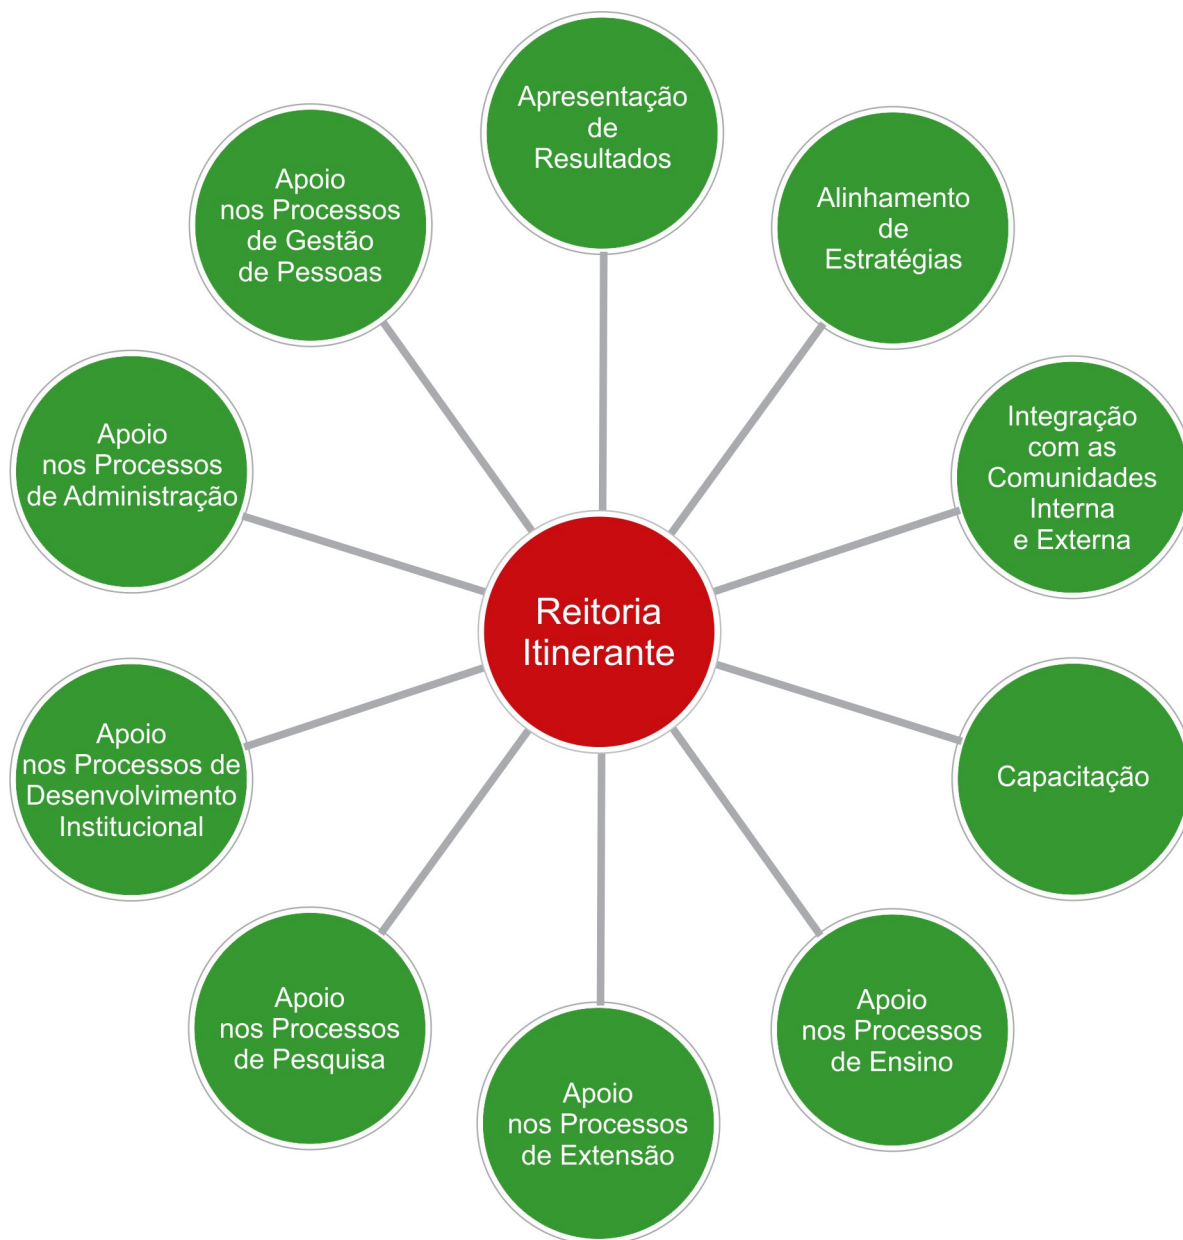 Apresentação
de
Resultados
Alinhamento
de
Estratégias
Integração
com as
Comunidades
Interna
e Externa
Capacitação
Apoio
nos Processos
de Ensino
Apoio
nos Processos
de Extensão
Apoio
nos Processos
de Pesquisa
Apoio
nos Processos de
Desenvolvimento
Institucional
Apoio
nos Processos
de Administração
Apoio
nos Processos
de Gestão
de Pessoas
Reitoria
Itinerante